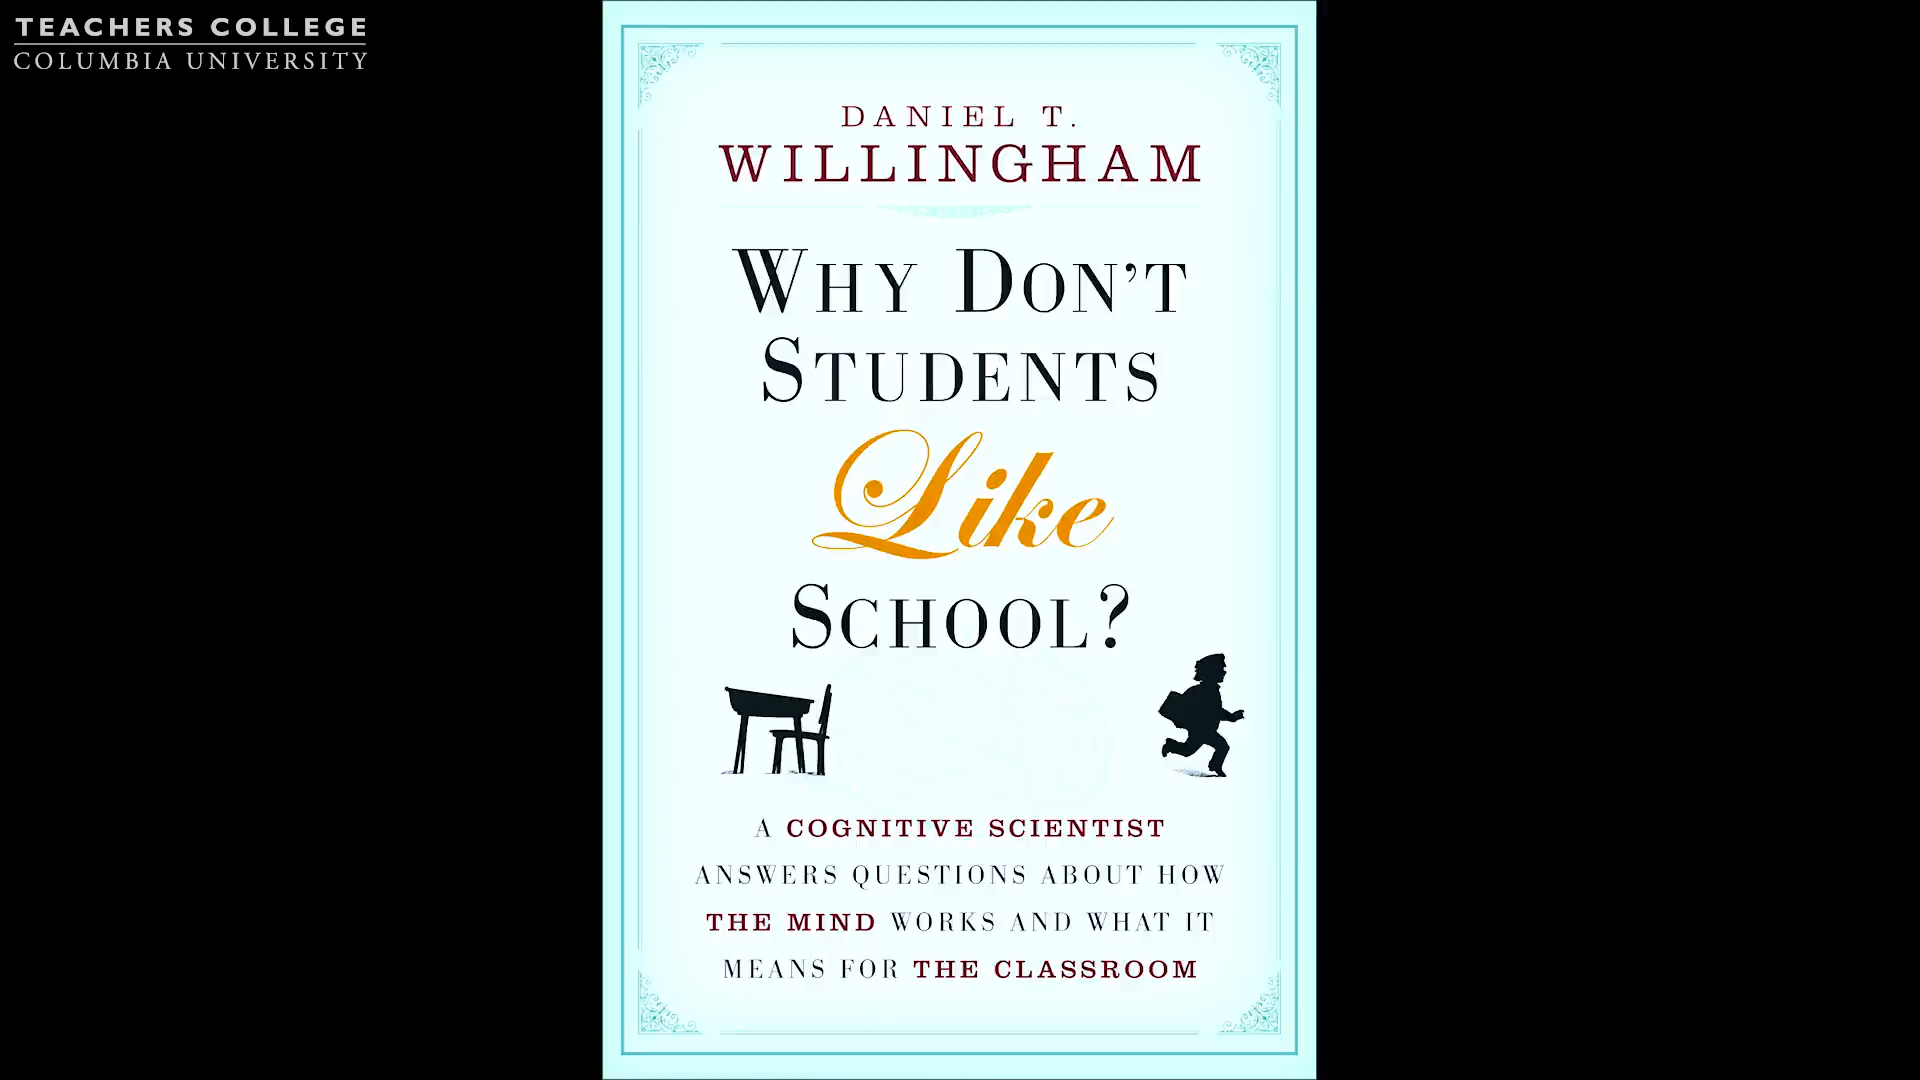 TEACHERS COLLEGE
COLUMBIA UNIVERSITY
DANIEL T.
WILLINGHAM
WHY DON'T
STUDENTS
Like
SCHOOL?
A COGNITIVE SCIENTIST
ANSWERS QUESTIONS ABOUT HOW
THE MIND WORKS AND WHAT IT
MEANS FOR THE CLASSROOM